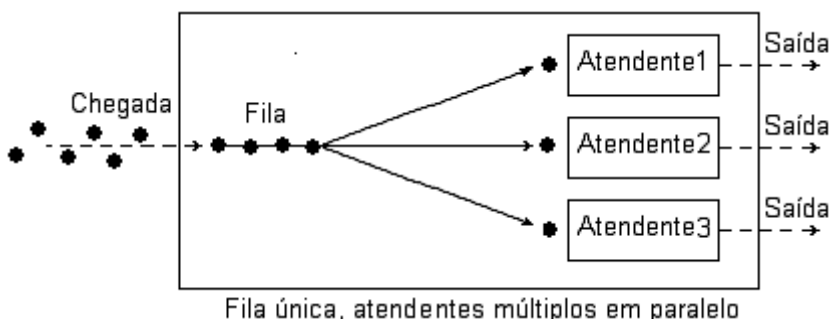 Saída
Atendente1
Chegada
Fila
Atendente2
Saída
Atendente3
Saída
Fila única, atendentes múltiplos em paralelo